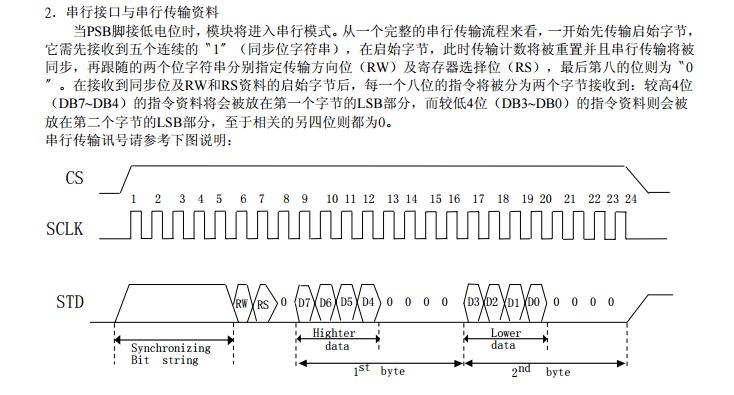 2．串行接口与串行传输资料
当PSB脚接低电位时，模块将进入串行模式。从一个完整的串行传输流程来看，一开始先传输启始字节，
它需先接收到五个连续的〝1〞（同步位字符串），在启始字节，此时传输计数将被重置并且串行传输将被
同步，再跟随的两个位字符串分别指定传输方向位（RW）及寄存器选择位（RS），最后第八的位则为〝0
〞。在接收到同步位及RW和RS资料的启始字节后，每一个八位的指令将被分为两个字节接收到：较高4位
（DB7~DB4）的指令资料将会被放在第一个字节的LSB部分，而较低4位（DB3~DB0）的指令资料则会被
放在第二个字节的LSB部分，至于相关的另四位则都为0。
串行传输讯号请参考下图说明：
CS
1 2 3 4 5 6 7 8 9 10 11 12 13 14 15 16 17 18 19 20 21 22 23 24
SCLK
STD RW RS 0 D7 D6 D5 D4 0 0 0 0 D3 D2 D1 D0 0 0 0 0
Highter Lower
data data
Synchronizing
Bit string
1st byte 2nd byte